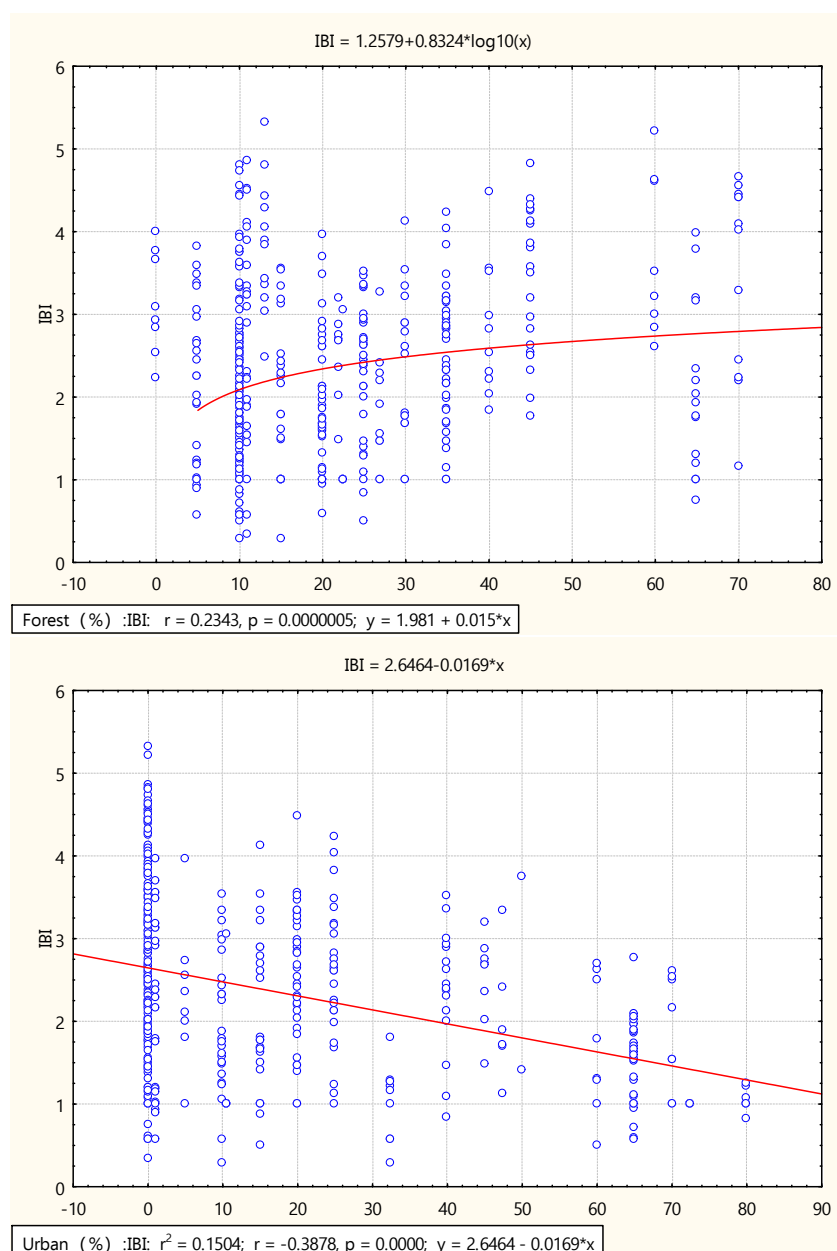 IBI = 1.2579+0.8324*log10(x)
6
5
4
3
2
1
0
IBI
-10 0 10 20 30 40 50 60 70 80
Forest (%) :IBI: r = 0.2343, p = 0.0000005; y = 1.981 + 0.015*x
IBI = 2.6464-0.0169*x
6
5
4
3
2
1
0
IBI
-10 0 10 20 30 40 50 60 70 80 90
Urban (%) :IBI: r² = 0.1504; r = -0.3878, p = 0.0000; y = 2.6464 - 0.0169*x